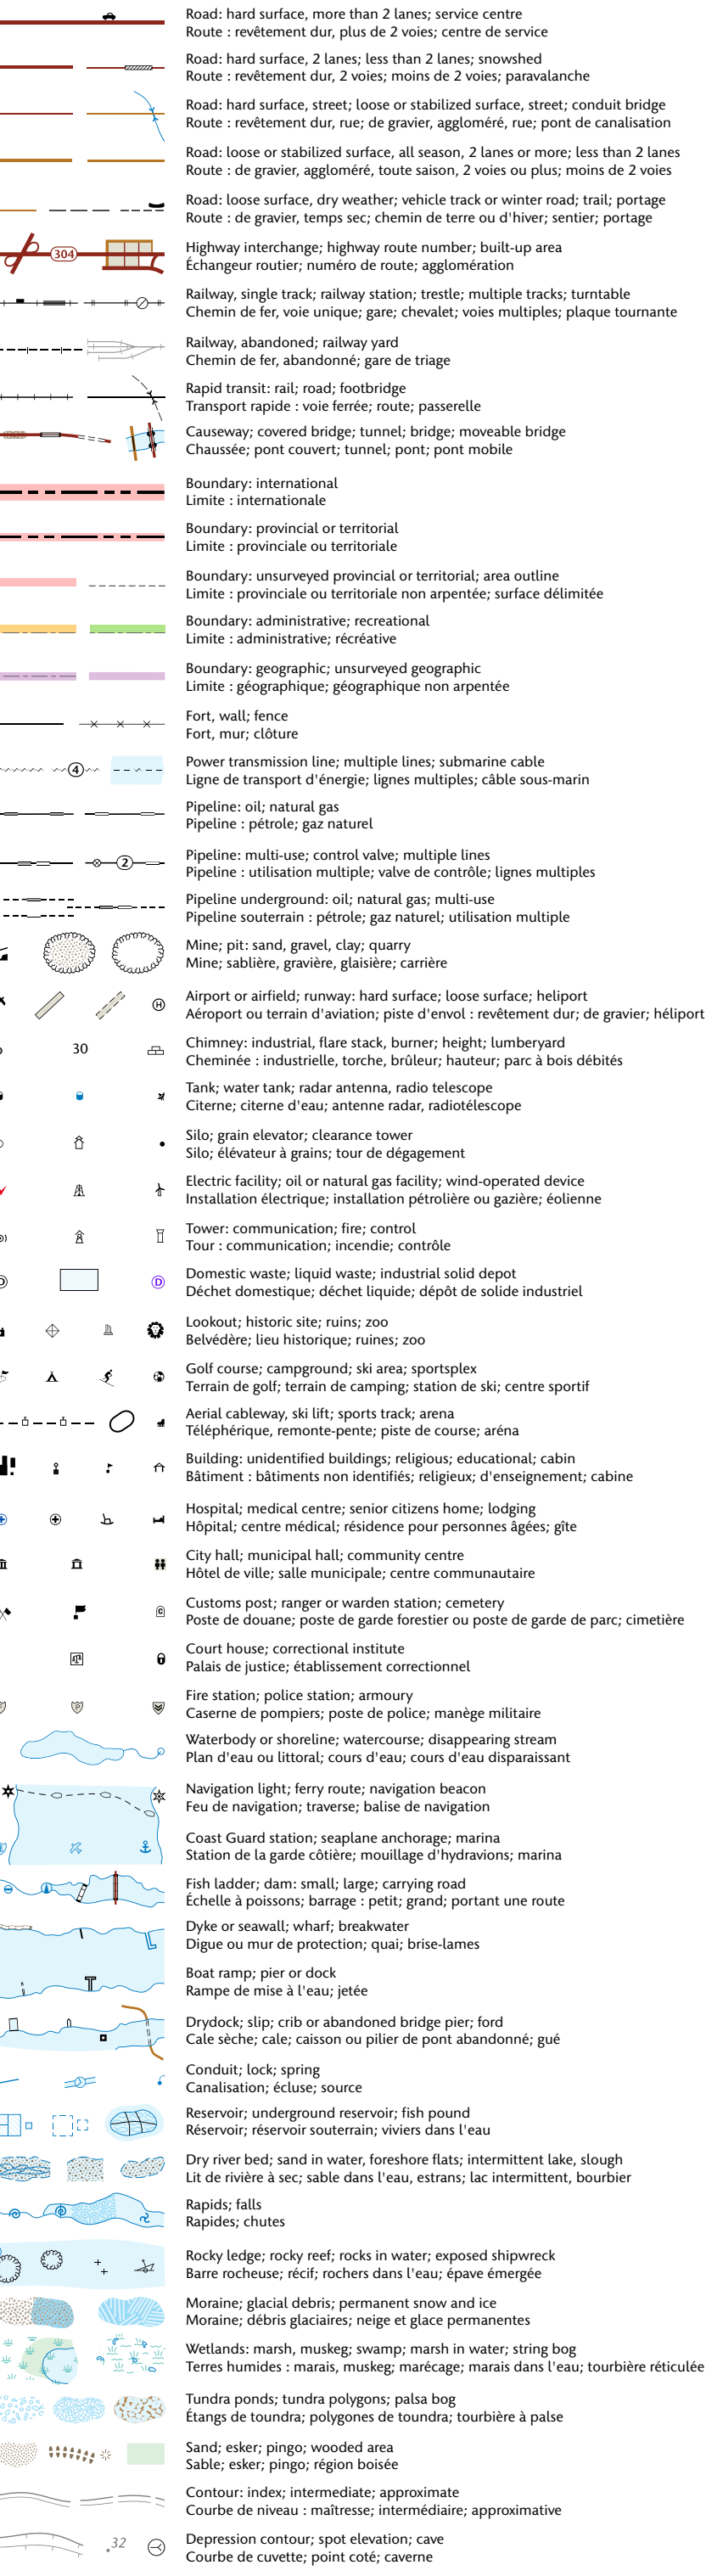 Road: hard surface, more than 2 lanes; service centre
Route : revêtement dur, plus de 2 voies; centre de service
Road: hard surface, 2 lanes; less than 2 lanes; snowshed
Route : revêtement dur, 2 voies; moins de 2 voies; paravalanche
Road: hard surface, street; loose or stabilized surface, street; conduit bridge
Route : revêtement dur, rue; de gravier, aggloméré, rue; pont de canalisation
Road: loose or stabilized surface, all season, 2 lanes or more; less than 2 lanes
Route : de gravier, aggloméré, toute saison, 2 voies ou plus; moins de 2 voies
Road: loose surface, dry weather; vehicle track or winter road; trail; portage
Route : de gravier, temps sec; chemin de terre ou d'hiver; sentier; portage
304
Highway interchange; highway route number; built-up area
Échangeur routier; numéro de route; agglomération
Railway, single track; railway station; trestle; multiple tracks; turntable
Chemin de fer, voie unique; gare; chevalet; voies multiples; plaque tournante
Railway, abandoned; railway yard
Chemin de fer, abandonné; gare de triage
Rapid transit: rail; road; footbridge
Transport rapide : voie ferrée; route; passerelle
Causeway; covered bridge; tunnel; bridge; moveable bridge
Chaussée; pont couvert; tunnel; pont; pont mobile
Boundary: international
Limite : internationale
Boundary: provincial or territorial
Limite : provinciale ou territoriale
Boundary: unsurveyed provincial or territorial; area outline
Limite : provinciale ou territoriale non arpentée; surface délimitée
Boundary: administrative; recreational
Limite : administrative; récréative
Boundary: geographic; unsurveyed geographic
Limite : géographique; géographique non arpentée
Fort, wall; fence
Fort, mur; clôture
4
Power transmission line; multiple lines; submarine cable
Ligne de transport d'énergie; lignes multiples; câble sous-marin
Pipeline: oil; natural gas
Pipeline : pétrole; gaz naturel
2
Pipeline: multi-use; control valve; multiple lines
Pipeline : utilisation multiple; valve de contrôle; lignes multiples
Pipeline underground: oil; natural gas; multi-use
Pipeline souterrain : pétrole; gaz naturel; utilisation multiple
Mine; pit: sand, gravel, clay; quarry
Mine; sablière, gravière, glaisière; carrière
H
Airport or airfield; runway: hard surface; loose surface; heliport
Aéroport ou terrain d'aviation; piste d'envol : revêtement dur; de gravier; héliport
30
Chimney: industrial, flare stack, burner; height; lumberyard
Cheminée : industrielle, torche, brûleur; hauteur; parc à bois débités
Tank; water tank; radar antenna, radio telescope
Citerne; citerne d'eau; antenne radar, radiotélescope
Silo; grain elevator; clearance tower
Silo; élévateur à grains; tour de dégagement
Electric facility; oil or natural gas facility; wind-operated device
Installation électrique; installation pétrolière ou gazière; éolienne
Tower: communication; fire; control
Tour : communication; incendie; contrôle
D D
Domestic waste; liquid waste; industrial solid depot
Déchet domestique; déchet liquide; dépôt de solide industriel
Lookout; historic site; ruins; zoo
Belvédère; lieu historique; ruines; zoo
Golf course; campground; ski area; sportsplex
Terrain de golf; terrain de camping; station de ski; centre sportif
Aerial cableway, ski lift; sports track; arena
Téléphérique, remonte-pente; piste de course; aréna
Building: unidentified buildings; religious; educational; cabin
Bâtiment : bâtiments non identifiés; religieux; d'enseignement; cabine
Hospital; medical centre; senior citizens home; lodging
Hôpital; centre médical; résidence pour personnes âgées; gîte
City hall; municipal hall; community centre
Hôtel de ville; salle municipale; centre communautaire
C
Customs post; ranger or warden station; cemetery
Poste de douane; poste de garde forestier ou poste de garde de parc; cimetière
Court house; correctional institute
Palais de justice; établissement correctionnel
F P
Fire station; police station; armoury
Caserne de pompiers; poste de police; manège militaire
Waterbody or shoreline; watercourse; disappearing stream
Plan d'eau ou littoral; cours d'eau; cours d'eau disparaissant
Navigation light; ferry route; navigation beacon
Feu de navigation; traverse; balise de navigation
Coast Guard station; seaplane anchorage; marina
Station de la garde côtière; mouillage d'hydravions; marina
Fish ladder; dam: small; large; carrying road
Échelle à poissons; barrage : petit; grand; portant une route
Dyke or seawall; wharf; breakwater
Digue ou mur de protection; quai; brise-lames
Boat ramp; pier or dock
Rampe de mise à l'eau; jetée
Drydock; slip; crib or abandoned bridge pier; ford
Cale sèche; cale; caisson ou pilier de pont abandonné; gué
Conduit; lock; spring
Canalisation; écluse; source
Reservoir; underground reservoir; fish pound
Réservoir; réservoir souterrain; viviers dans l'eau
Dry river bed; sand in water, foreshore flats; intermittent lake, slough
Lit de rivière à sec; sable dans l'eau, estrans; lac intermittent, bourbier
Rapids; falls
Rapides; chutes
Rocky ledge; rocky reef; rocks in water; exposed shipwreck
Barre rocheuse; récif; rochers dans l'eau; épave émergée
Moraine; glacial debris; permanent snow and ice
Moraine; débris glaciaires; neige et glace permanentes
Wetlands: marsh, muskeg; swamp; marsh in water; string bog
Terres humides : marais, muskeg; marécage; marais dans l'eau; tourbière réticulée
Tundra ponds; tundra polygons; palsa bog
Étangs de toundra; polygones de toundra; tourbière à palse
Sand; esker; pingo; wooded area
Sable; esker; pingo; région boisée
Contour: index; intermediate; approximate
Courbe de niveau : maîtresse; intermédiaire; approximative
.32
Depression contour; spot elevation; cave
Courbe de cuvette; point coté; caverne